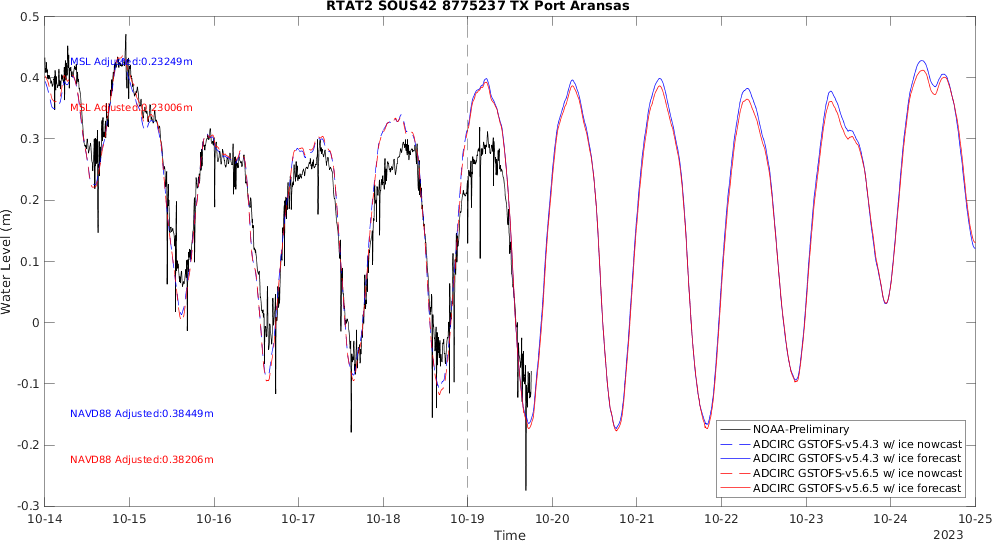 RTAT2 SOUS42 8775237 TX Port Aransas
0.5
0.4
0.3
0.2
0.1
0
-0.1
-0.2
-0.3
Water Level (m)
MSL Adjusted:0.23249m
MSL Adjusted:0.23006m
NAVD88 Adjusted:0.38449m
NAVD88 Adjusted:0.38206m
NOAA-Preliminary
ADCIRC GSTOFS-v5.4.3 w/ ice nowcast
ADCIRC GSTOFS-v5.4.3 w/ ice forecast
ADCIRC GSTOFS-v5.6.5 w/ ice nowcast
ADCIRC GSTOFS-v5.6.5 w/ ice forecast
10-14 10-15 10-16 10-17 10-18 10-19 10-20 10-21 10-22 10-23 10-24 10-25
Time
2023